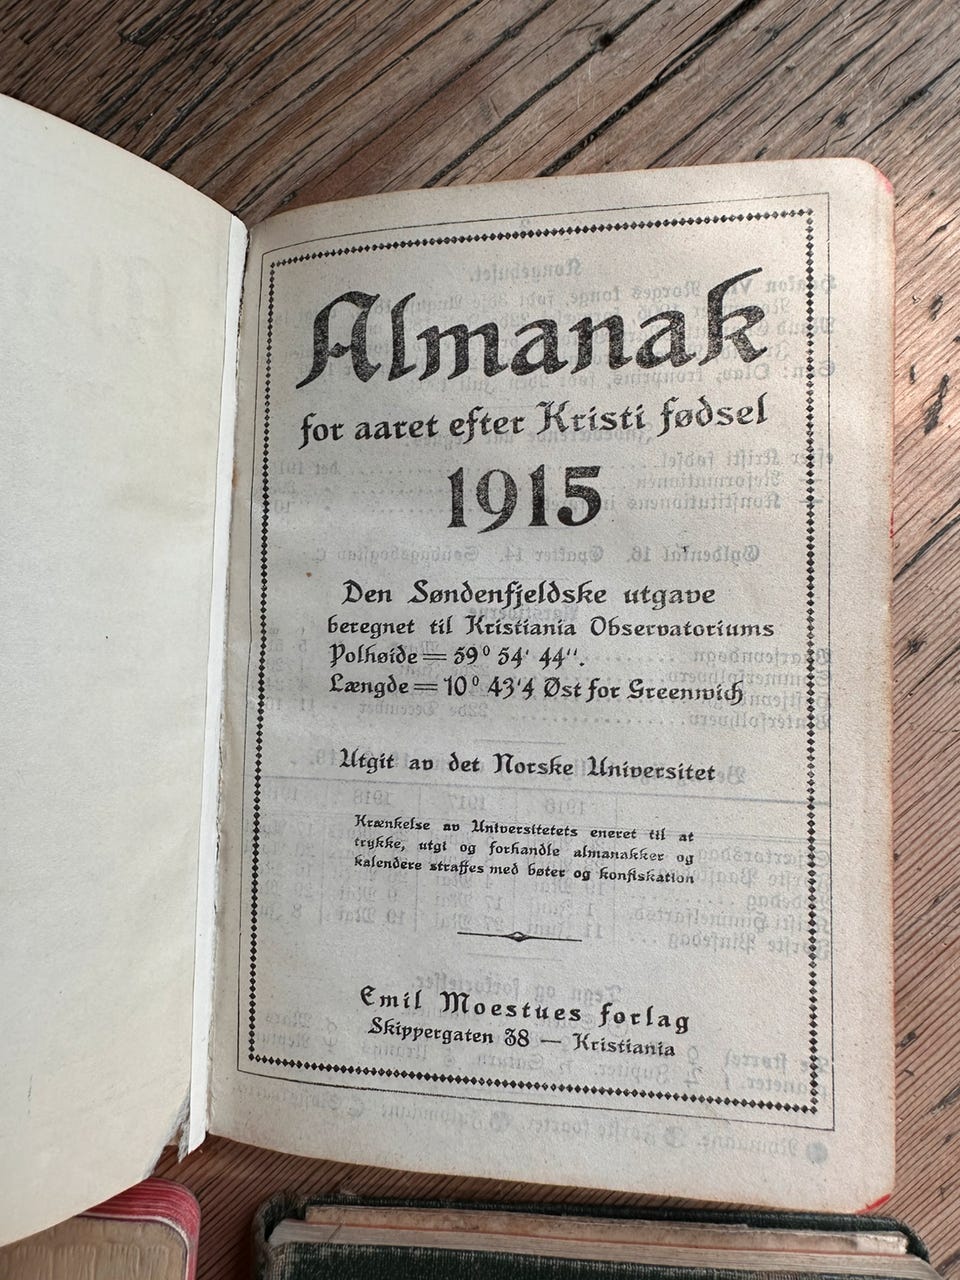 Almanak
for aaret efter Kristi fødsel
1915
Den Søndenfjeldske utgave
beregnet til Kristiania Observatoriums
Polhøide = 59° 54' 44".
Længde = 10° 43'4 Øst for Greenwich
Utgit av det Norske Universitet
Krænkelse av Universitetets eneret til at
trykke, utgi og forhandle almanakker og
kalendere straffes med bøter og konfiskation
Emil Moestues forlag
Skippergaten 38 — Kristiania